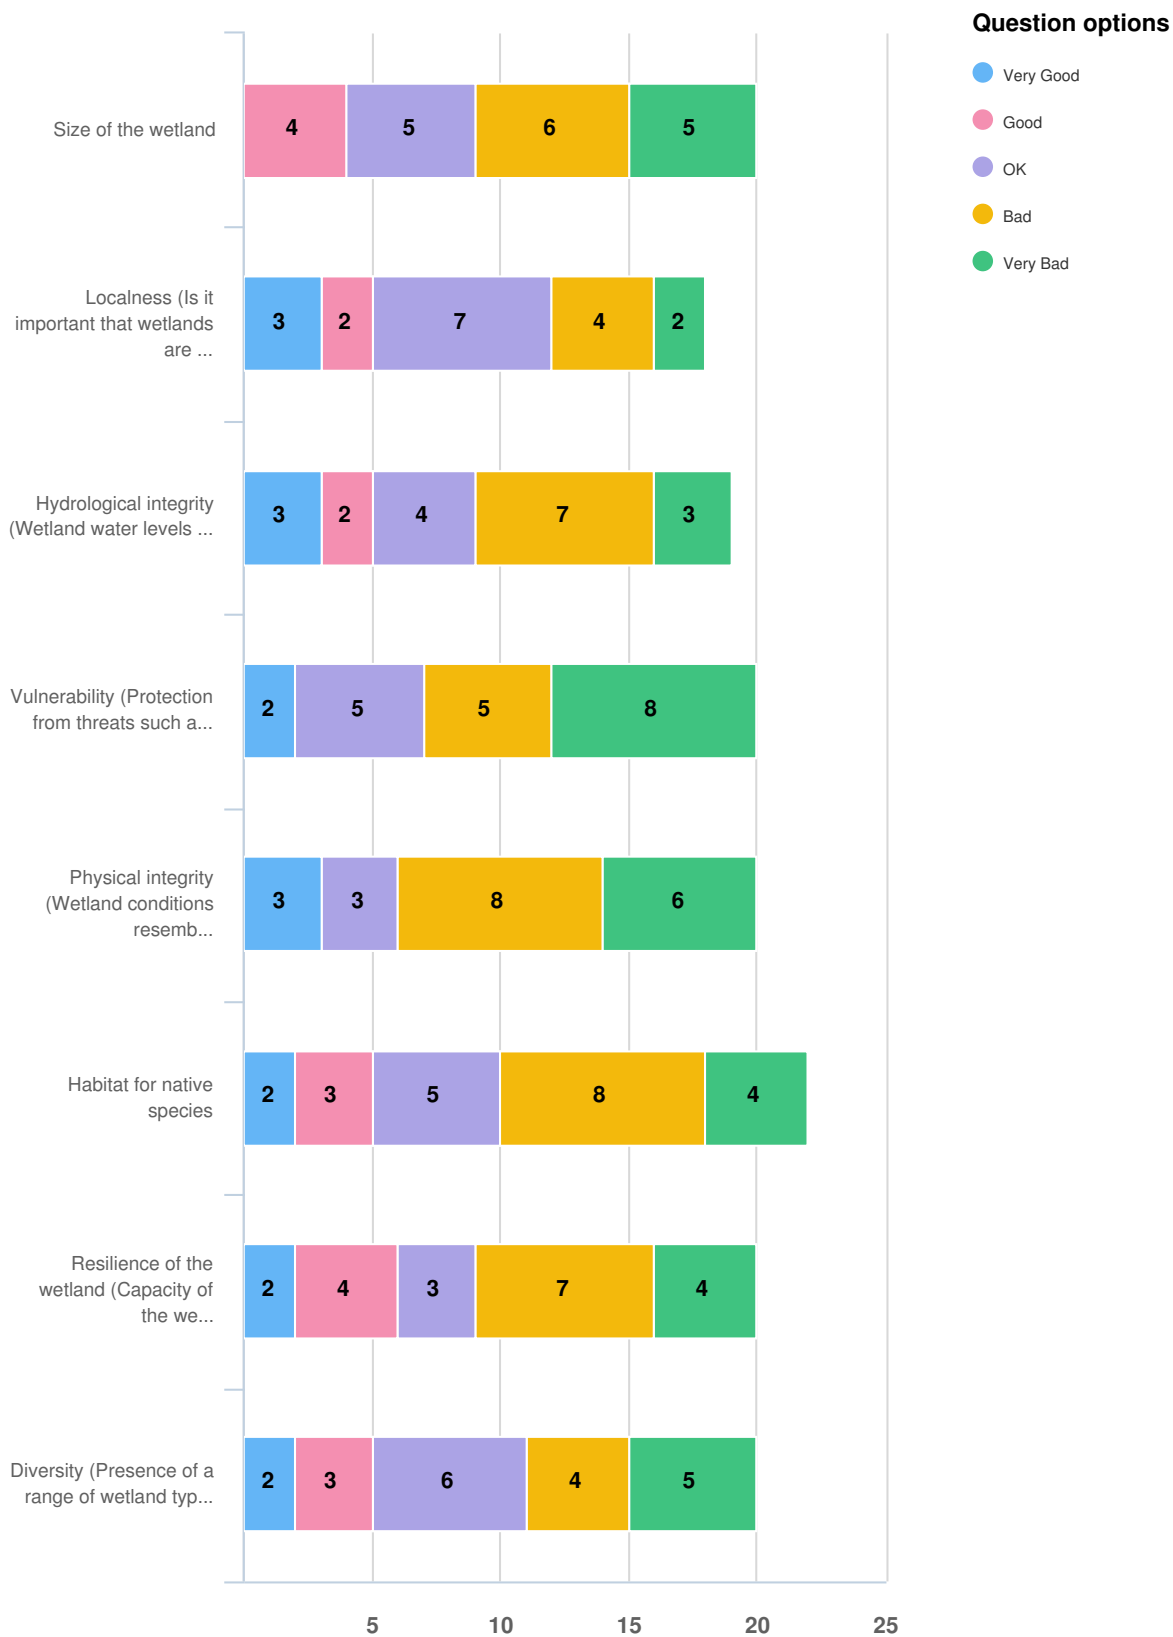 Question options
Very Good
Good
OK
Bad
Very Bad
Size of the wetland
4 5 6 5
Localness (Is it
important that wetlands
are ...
3 2 7 4 2
Hydrological integrity
(Wetland water levels ...
3 2 4 7 3
Vulnerability (Protection
from threats such a...
2 5 5 8
Physical integrity
(Wetland conditions
resemb...
3 3 8 6
Habitat for native
species
2 3 5 8 4
Resilience of the
wetland (Capacity of
the we...
2 4 3 7 4
Diversity (Presence of a
range of wetland typ...
2 3 6 4 5
5 10 15 20 25